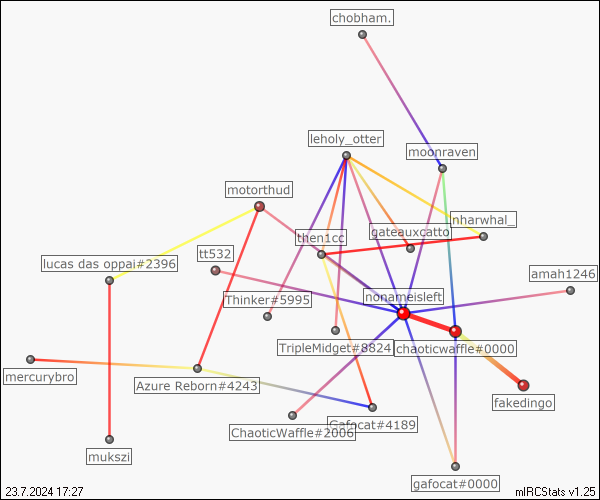 chobham.
leholy_otter
moonraven
motorthud
nharwhal_
gateauxcatto
then1cc
tt532
lucas das oppai#2396
amah1246
Thinker#5995
nonameisleft
TripleMidget#8824
chaoticwaffle#0000
mercurybro
Azure Reborn#4243
fakedingo
Gafocat#4189
ChaoticWaffle#2006
mukszi
gafocat#0000
23.7.2024 17:27
mIRCStats v1.25